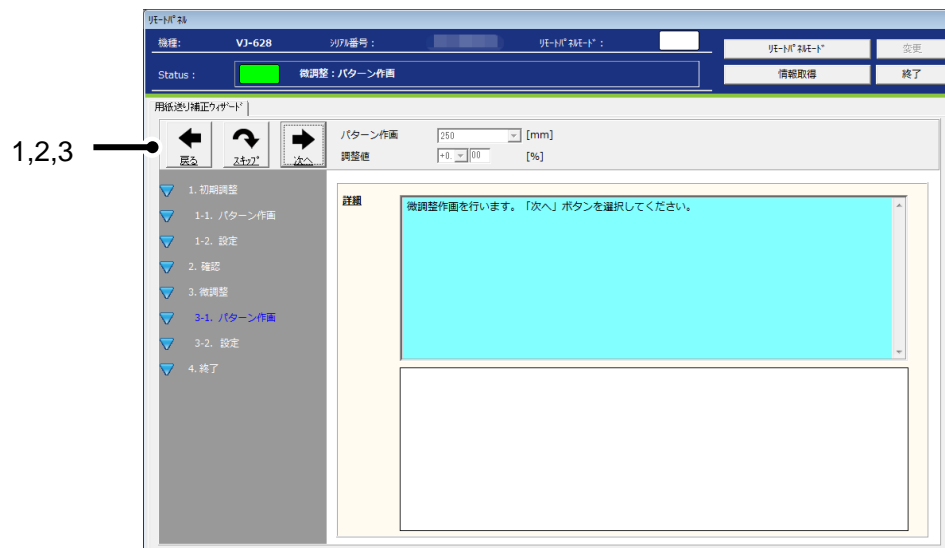 ﾘﾓｰﾄﾊﾟﾈﾙ
機種: VJ-628 ｼﾘｱﾙ番号： ﾘﾓｰﾄﾊﾟﾈﾙﾓｰﾄﾞ：
ﾘﾓｰﾄﾊﾟﾈﾙﾓｰﾄﾞ 変更
Status： 微調整：パターン作画
情報取得 終了
用紙送り補正ｳｨｻﾞｰﾄﾞ
1,2,3
戻る ｽｷｯﾌﾟ 次へ
パターン作画 250 [mm]
調整値 +0. 00 [%]
1. 初期調整
1-1. パターン作画
1-2. 設定
2. 確認
3. 微調整
3-1. パターン作画
3-2. 設定
4. 終了
詳細
微調整作画を行います。「次へ」ボタンを選択してください。